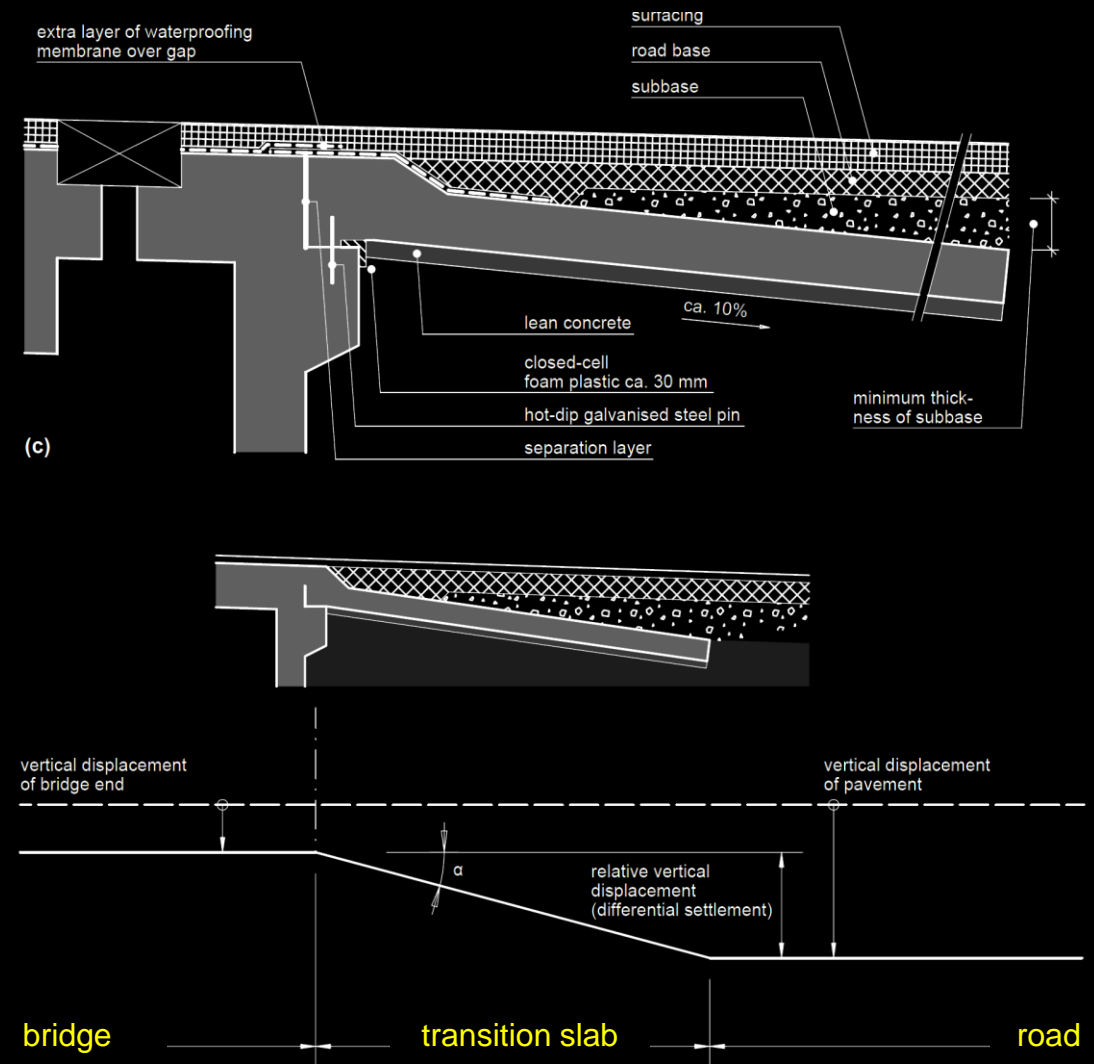 extra layer of waterproofing
membrane over gap
surfacing
road base
subbase
ca. 10%
lean concrete
closed-cell
foam plastic ca. 30 mm
hot-dip galvanised steel pin
separation layer
minimum thick-
ness of subbase
(c)
vertical displacement
of bridge end
vertical displacement
of pavement
α
relative vertical
displacement
(differential settlement)
bridge
transition slab
road